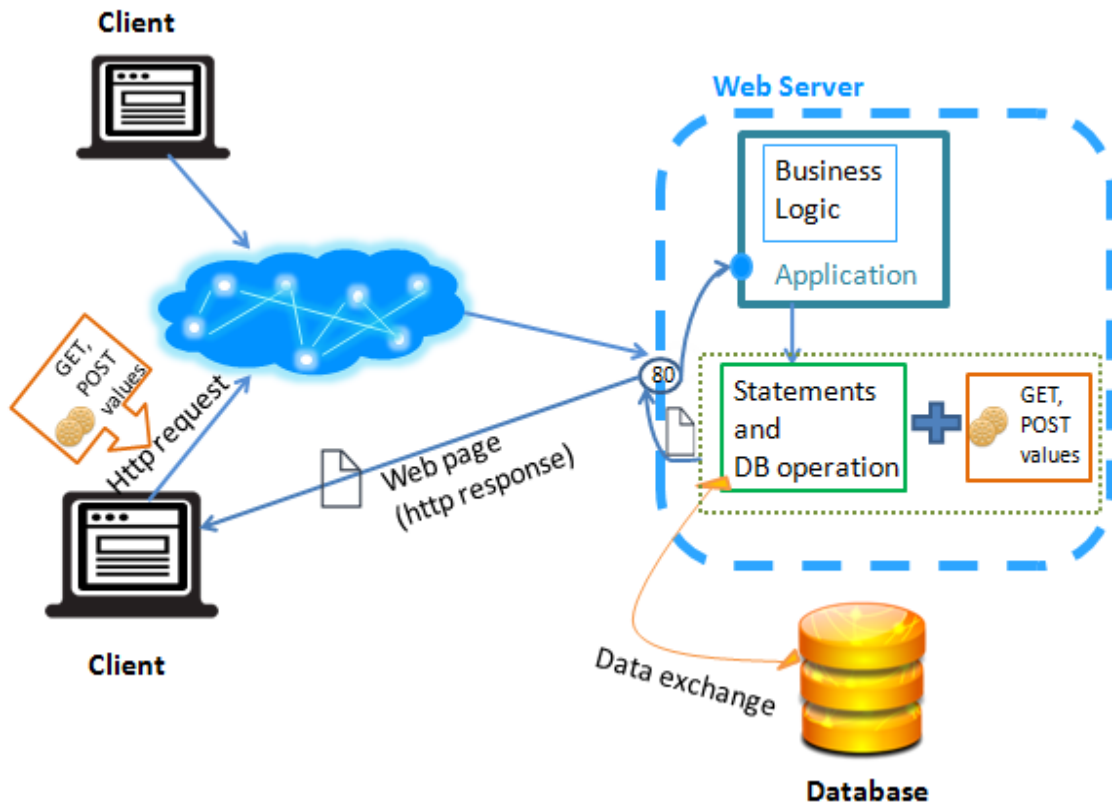 Client
Web Server
Business
Logic
Application
GET,
POST
values
Http request
80
Statements
and
DB operation
GET,
POST
values
Web page
(http response)
Client
Data exchange
Database